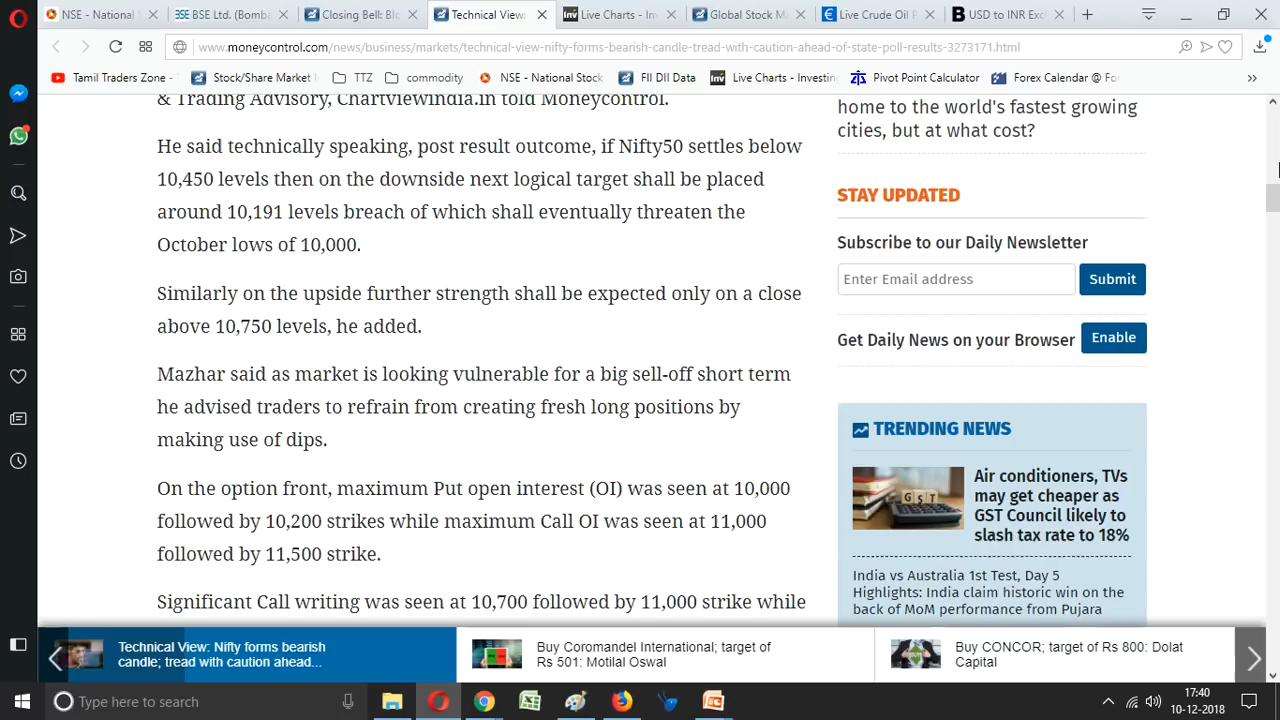 NSE - National S
BSE Ltd. (Bomba
Closing Bell: Blo
Technical View:
Live Charts - Inv
Global Stock M
Live Crude Oil P
USD to INR Exc
www.moneycontrol.com/news/business/markets/technical-view-nifty-forms-bearish-candle-tread-with-caution-ahead-of-state-poll-results-3273171.html
Tamil Traders Zone -
Stock/Share Market I
TTZ
commodity
NSE - National Stock
FII DII Data
Live Charts - Investing
Pivot Point Calculator
Forex Calendar @ For
& Trading Advisory, Chartviewindia.in told Moneycontrol.
He said technically speaking, post result outcome, if Nifty50 settles below
10,450 levels then on the downside next logical target shall be placed
around 10,191 levels breach of which shall eventually threaten the
October lows of 10,000.
Similarly on the upside further strength shall be expected only on a close
above 10,750 levels, he added.
Mazhar said as market is looking vulnerable for a big sell-off short term
he advised traders to refrain from creating fresh long positions by
making use of dips.
On the option front, maximum Put open interest (OI) was seen at 10,000
followed by 10,200 strikes while maximum Call OI was seen at 11,000
followed by 11,500 strike.
Significant Call writing was seen at 10,700 followed by 11,000 strike while
home to the world's fastest growing
cities, but at what cost?
STAY UPDATED
Subscribe to our Daily Newsletter
Enter Email address
Submit
Get Daily News on your Browser
Enable
TRENDING NEWS
GST
Air conditioners, TVs
may get cheaper as
GST Council likely to
slash tax rate to 18%
India vs Australia 1st Test, Day 5
Highlights: India claim historic win on the
back of MoM performance from Pujara
Technical View: Nifty forms bearish
candle; tread with caution ahead...
Buy Coromandel International; target of
Rs 501: Motilal Oswal
Buy CONCOR; target of Rs 800: Dolat
Capital
Type here to search
17:40
10-12-2018